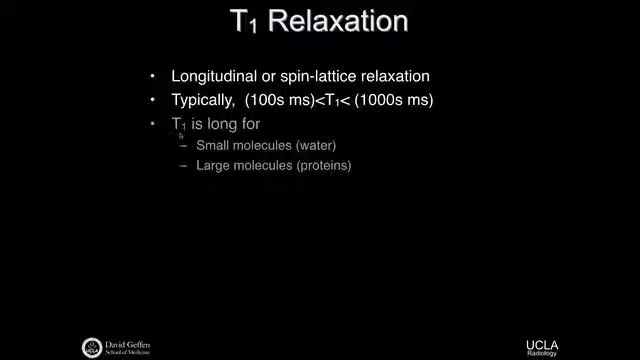 T₁ Relaxation
• Longitudinal or spin-lattice relaxation
• Typically, (100s ms)<T₁< (1000s ms)
• T₁ is long for
– Small molecules (water)
– Large molecules (proteins)
UCLA
David Geffen
School of Medicine
UCLA
Radiology